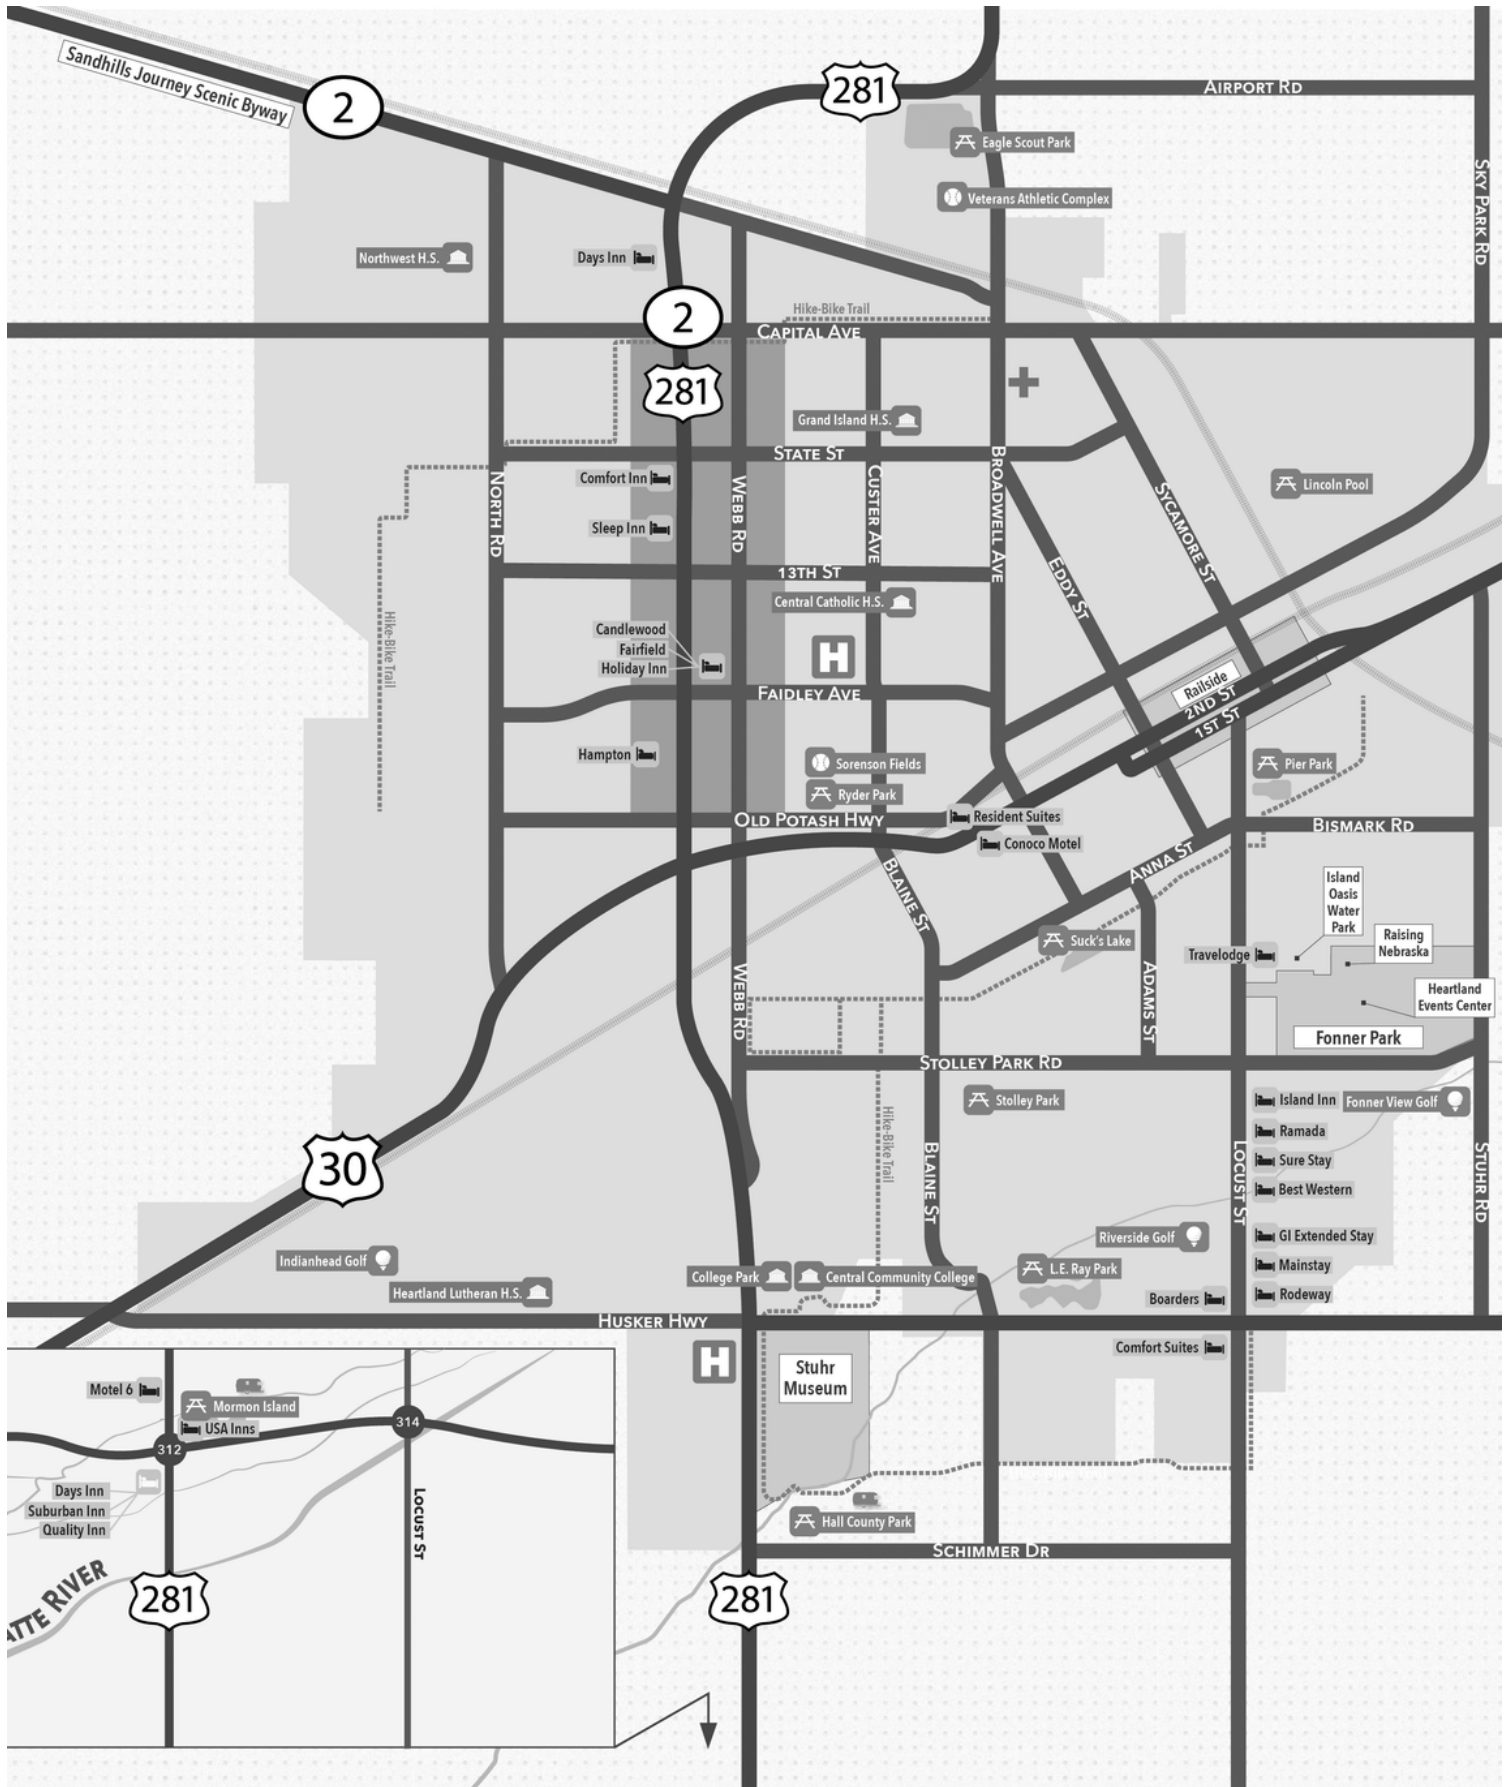 281
AIRPORT RD
Sandhills Journey Scenic Byway
2
Eagle Scout Park
SKY PARK RD
Veterans Athletic Complex
Northwest H.S.
Days Inn
2
Hike-Bike Trail
CAPITAL AVE
281
Grand Island H.S.
STATE ST
NORTH RD
Comfort Inn
WEBB RD
CUSTER AVE
BROADWELL AVE
SYCAMORE ST
Lincoln Pool
Sleep Inn
EDDY ST
13TH ST
Central Catholic H.S.
Hike-Bike Trail
Candlewood
Fairfield
Holiday Inn
H
Railside
FAIDLEY AVE
2ND ST
1ST ST
Hampton
Sorenson Fields
Pier Park
Ryder Park
OLD POTASH HWY
Resident Suites
BISMARK RD
Conoco Motel
BLAINE ST
ANNA ST
Island
Oasis
Water
Park
Suck's Lake
Raising
Nebraska
Travelodge
WEBB RD
ADAMS ST
Heartland
Events Center
Fonner Park
STOLLEY PARK RD
Stolley Park
Island Inn
Fonner View Golf
Hike-Bike Trail
Ramada
30
BLAINE ST
LOCUST ST
STUHR RD
Sure Stay
Best Western
Riverside Golf
GI Extended Stay
Indianhead Golf
L.E. Ray Park
Mainstay
College Park
Central Community College
Heartland Lutheran H.S.
Boarders
Rodeway
HUSKER HWY
H
Stuhr
Museum
Comfort Suites
Motel 6
Mormon Island
USA Inns
312
314
Days Inn
Suburban Inn
Quality Inn
LOCUST ST
Hall County Park
SCHIMMER DR
281
281
ATTE RIVER